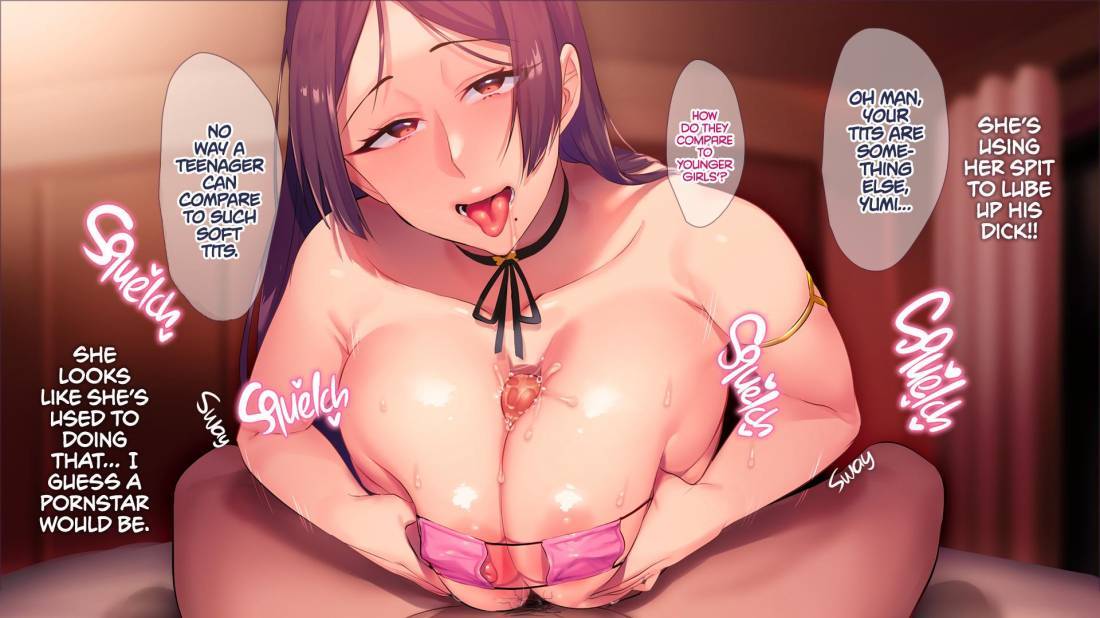 SHE'S
USING
HER SPIT
TO LUBE
UP HIS
DICK!!
OH MAN,
YOUR
TITS ARE
SOME-
THING
ELSE,
YUMI...
HOW
DO THEY
COMPARE
TO
YOUNGER
GIRLS'?
NO
WAY A
TEENAGER
CAN
COMPARE
TO SUCH
SOFT
TITS.
Squelch
Squelch
Squelch
Squelch
Sway
Sway
SHE
LOOKS
LIKE SHE'S
USED TO
DOING
THAT... I
GUESS A
PORNSTAR
WOULD BE.